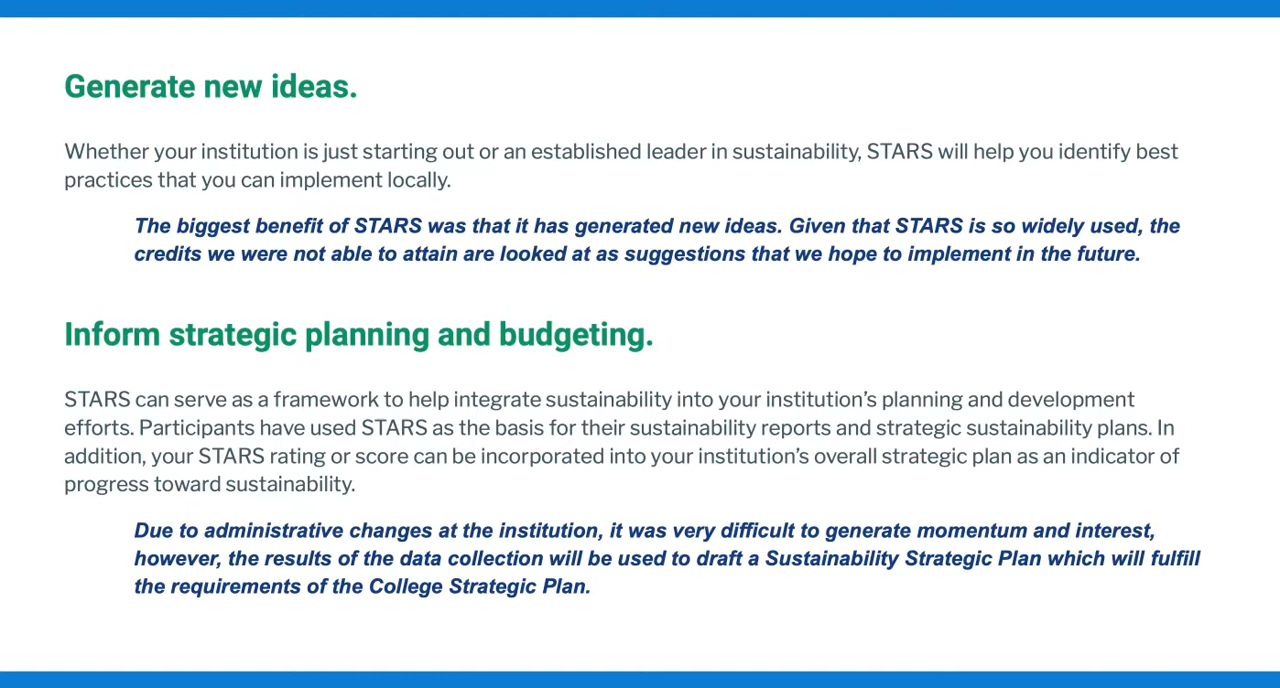 Generate new ideas.
Whether your institution is just starting out or an established leader in sustainability, STARS will help you identify best
practices that you can implement locally.
The biggest benefit of STARS was that it has generated new ideas. Given that STARS is so widely used, the
credits we were not able to attain are looked at as suggestions that we hope to implement in the future.
Inform strategic planning and budgeting.
STARS can serve as a framework to help integrate sustainability into your institution’s planning and development
efforts. Participants have used STARS as the basis for their sustainability reports and strategic sustainability plans. In
addition, your STARS rating or score can be incorporated into your institution’s overall strategic plan as an indicator of
progress toward sustainability.
Due to administrative changes at the institution, it was very difficult to generate momentum and interest,
however, the results of the data collection will be used to draft a Sustainability Strategic Plan which will fulfill
the requirements of the College Strategic Plan.